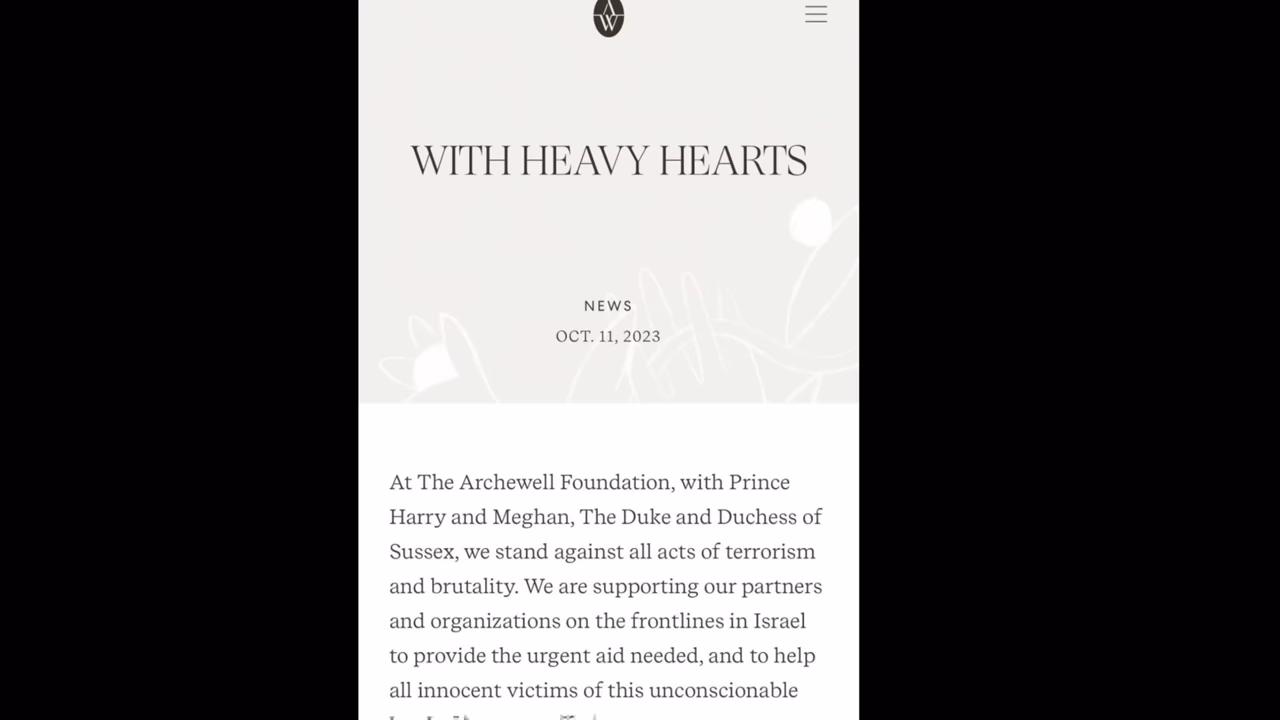 AW
WITH HEAVY HEARTS
NEWS
OCT. 11, 2023
At The Archewell Foundation, with Prince
Harry and Meghan, The Duke and Duchess of
Sussex, we stand against all acts of terrorism
and brutality. We are supporting our partners
and organizations on the frontlines in Israel
to provide the urgent aid needed, and to help
all innocent victims of this unconscionable